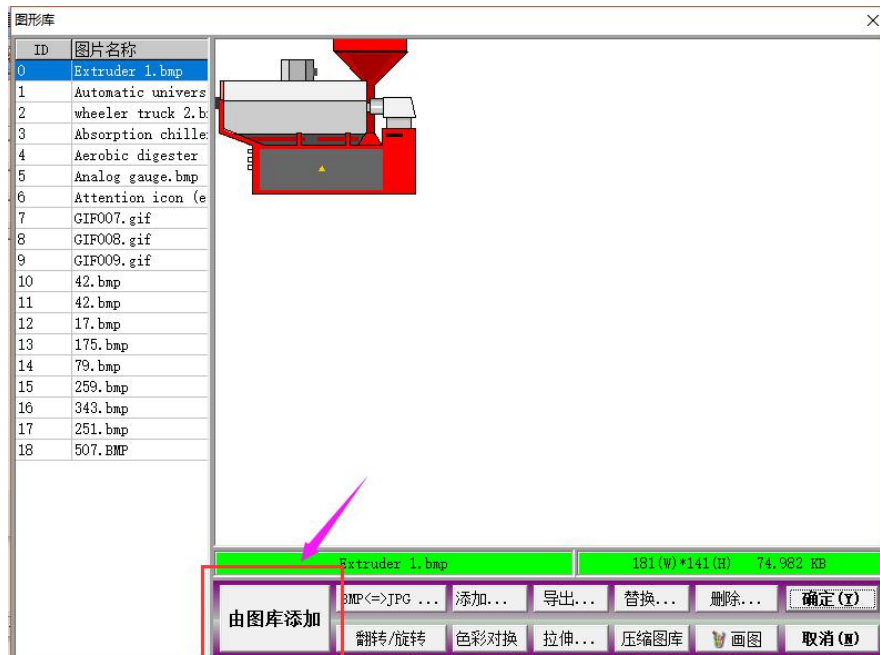 图形库
ID 图片名称
0 Extruder 1.bmp
1 Automatic univers
2 wheeler truck 2.b
3 Absorption chille
4 Aerobic digester
5 Analog gauge.bmp
6 Attention icon (e
7 GIF007.gif
8 GIF008.gif
9 GIF009.gif
10 42.bmp
11 42.bmp
12 17.bmp
13 175.bmp
14 79.bmp
15 259.bmp
16 343.bmp
17 251.bmp
18 507.BMP
Extruder 1.bmp 181(W)*141(H) 74.982 KB
由图库添加
BMP<=>JPG ... 添加... 导出... 替换... 删除... 确定(Y)
翻转/旋转 色彩对换 拉伸... 压缩图库 画图 取消(N)